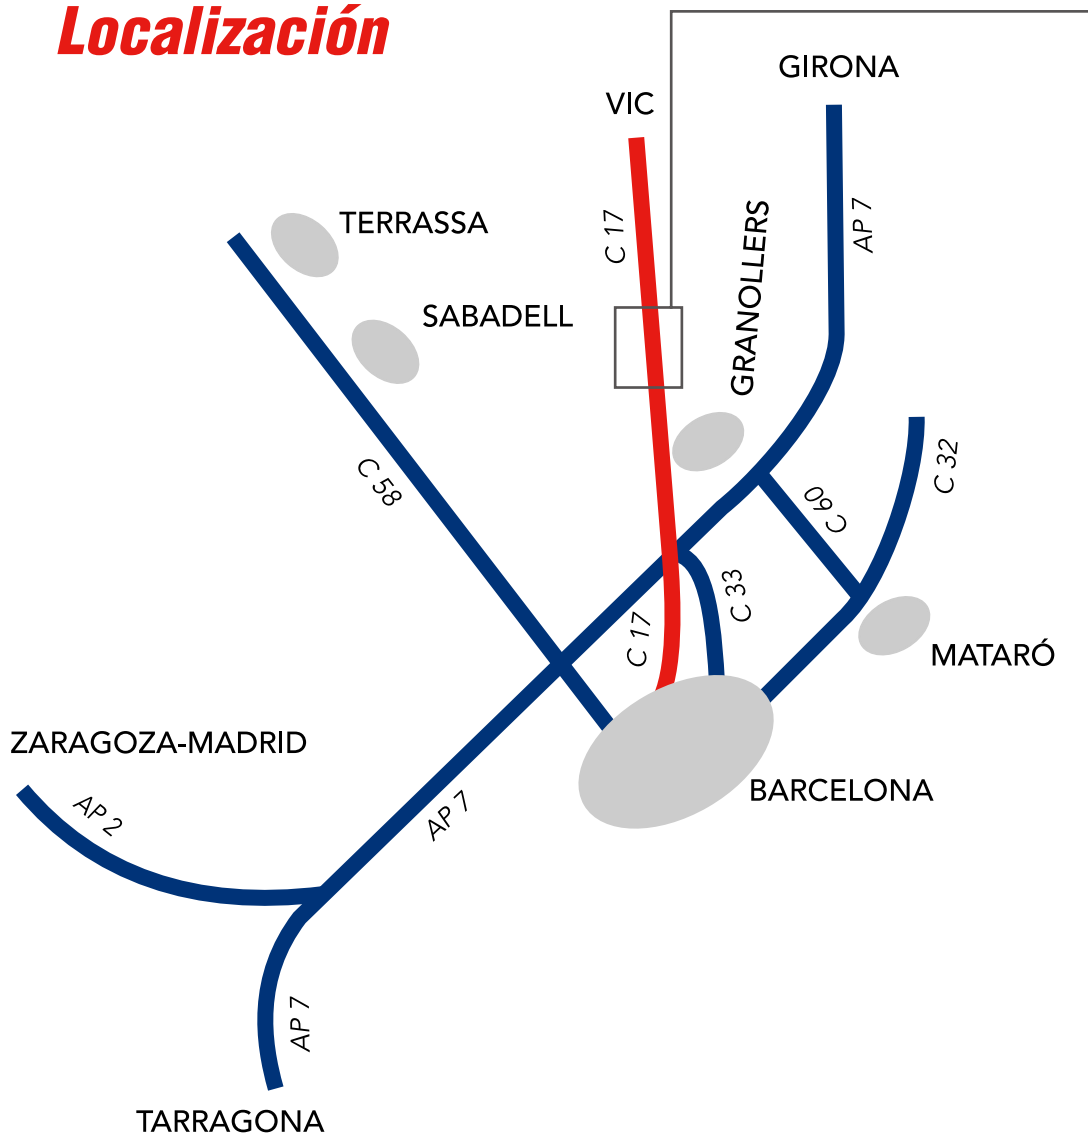 Localización
GIRONA
VIC
TERRASSA
C 17
GRANOLLERS
AP 7
SABADELL
C 58
C 60
C 32
C 33
C 17
MATARÓ
ZARAGOZA-MADRID
BARCELONA
AP 2
AP 7
AP 7
TARRAGONA